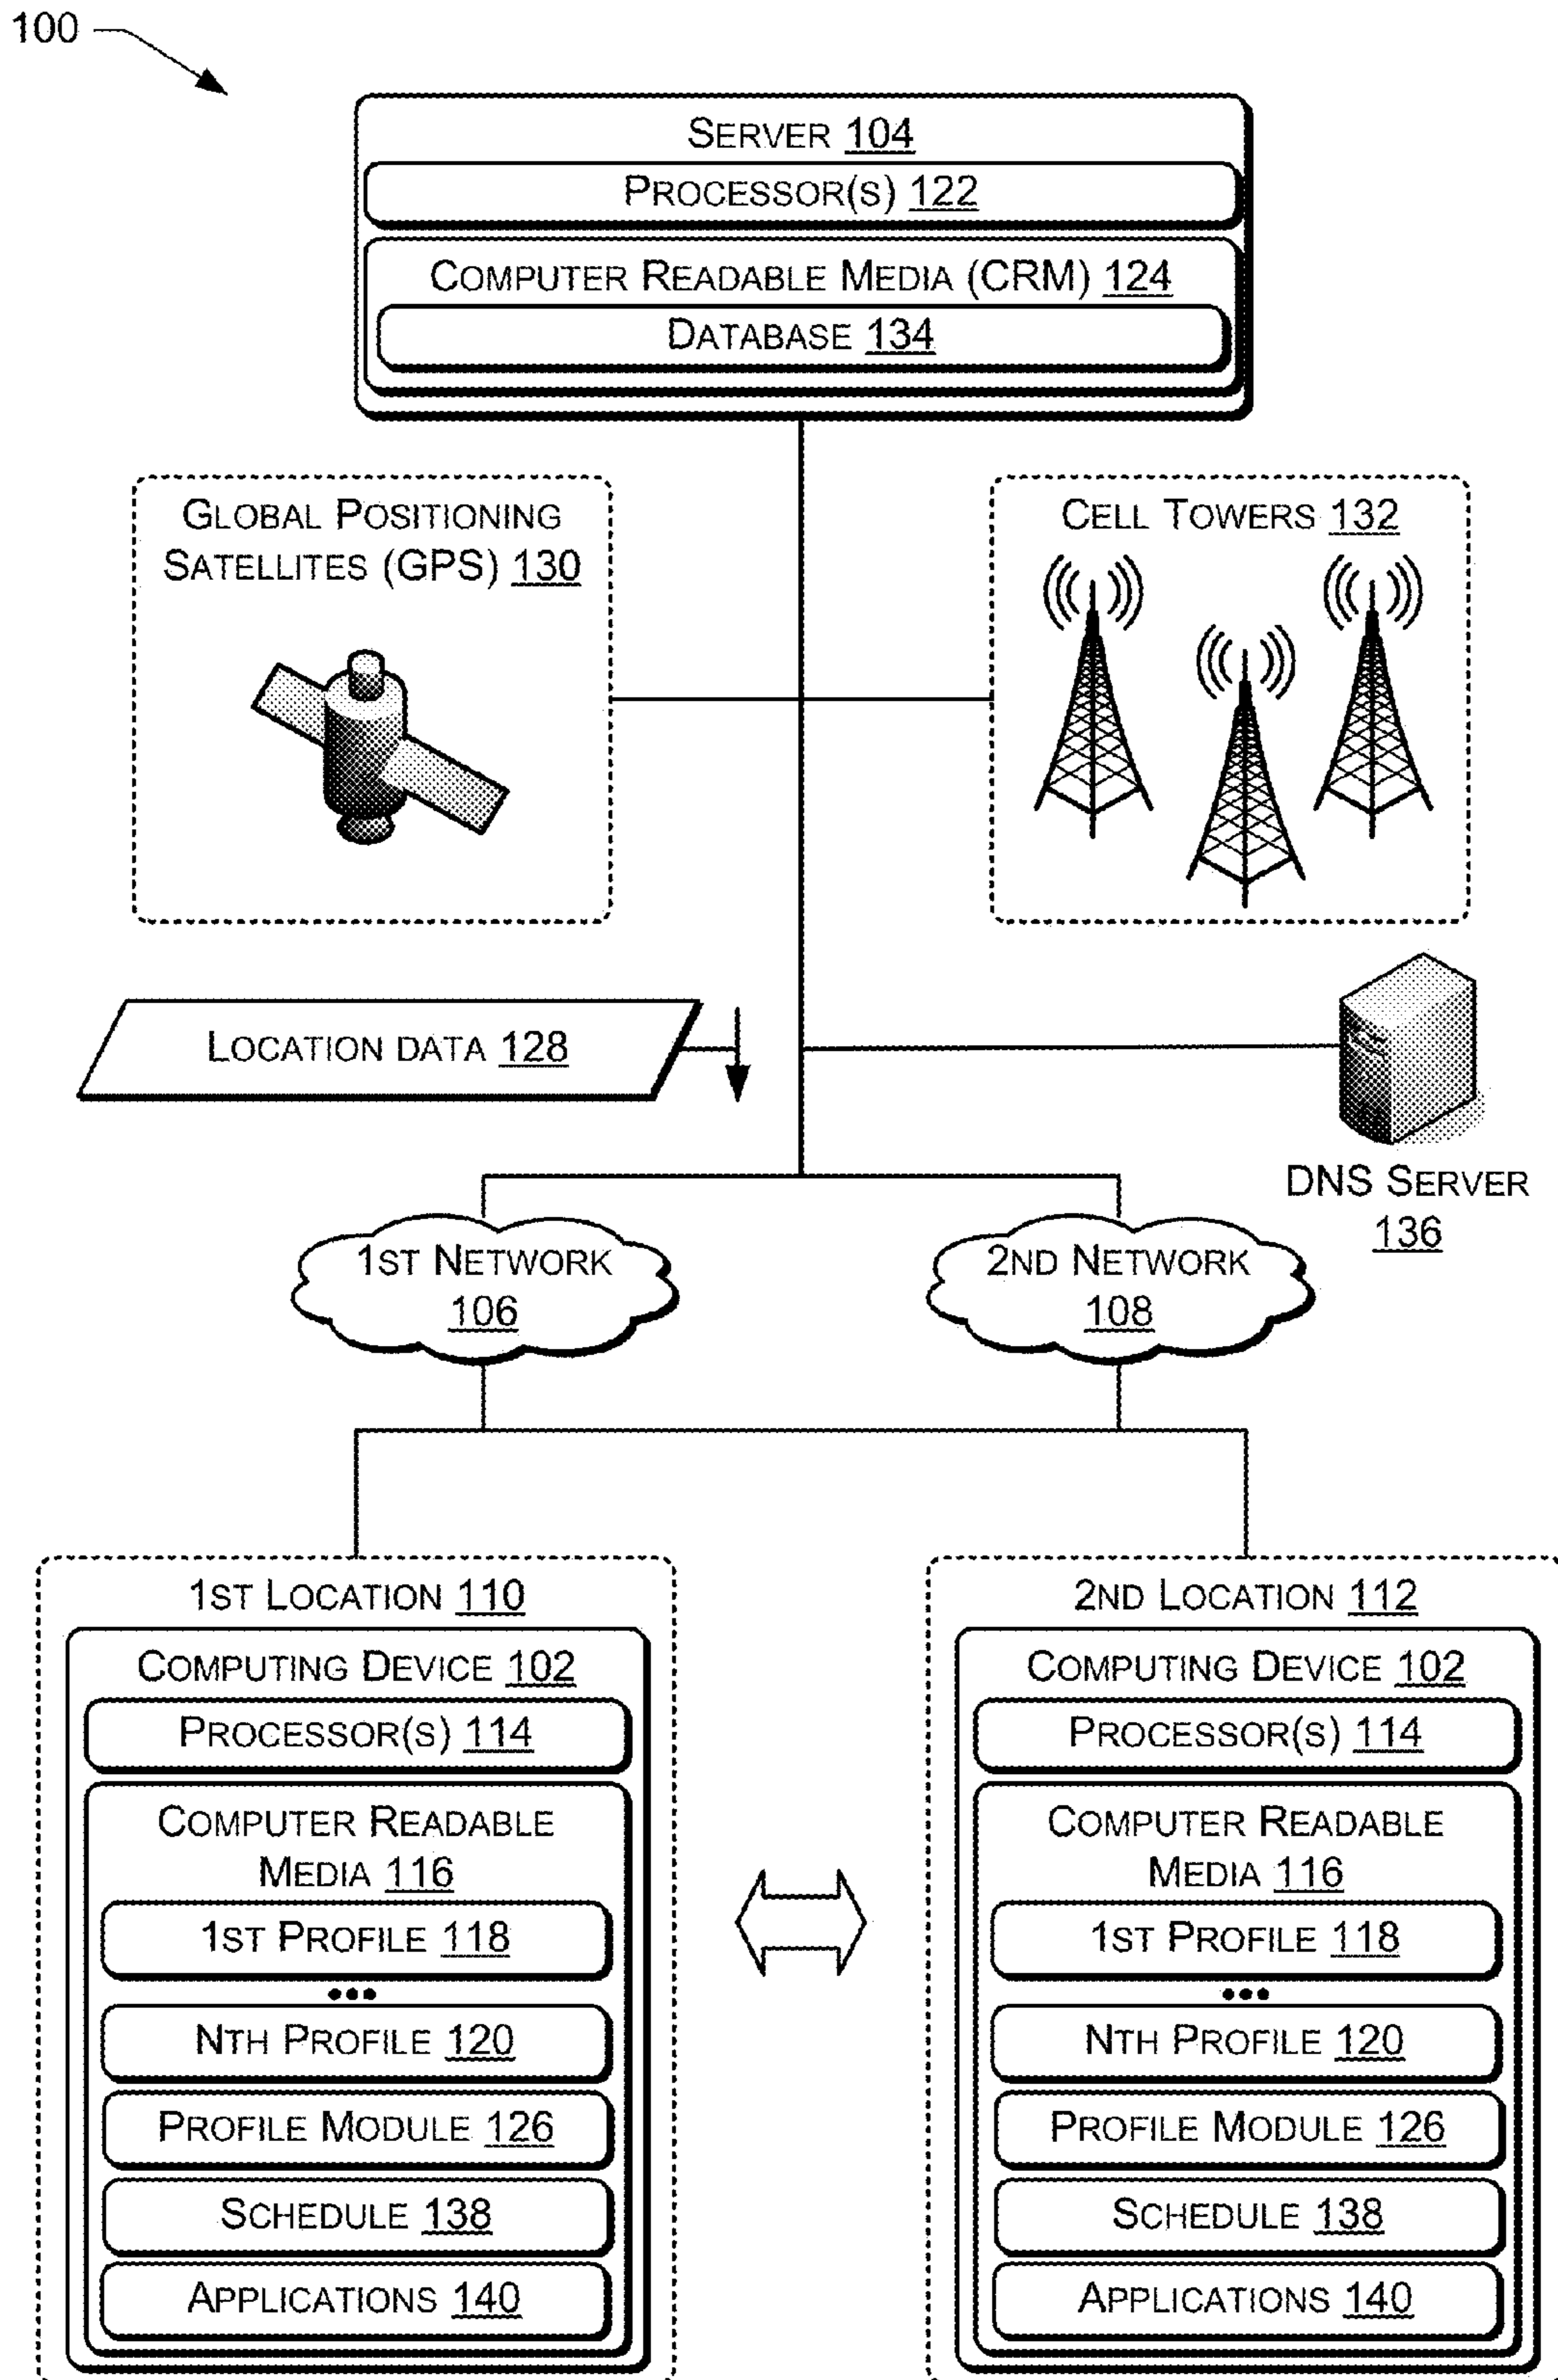 100
SERVER 104
PROCESSOR(S) 122
COMPUTER READABLE MEDIA (CRM) 124
DATABASE 134
GLOBAL POSITIONING
SATELLITES (GPS) 130
CELL TOWERS 132
LOCATION DATA 128
DNS SERVER
136
1ST NETWORK
106
2ND NETWORK
108
1ST LOCATION 110
COMPUTING DEVICE 102
PROCESSOR(S) 114
COMPUTER READABLE
MEDIA 116
1ST PROFILE 118
•••
NTH PROFILE 120
PROFILE MODULE 126
SCHEDULE 138
APPLICATIONS 140
2ND LOCATION 112
COMPUTING DEVICE 102
PROCESSOR(S) 114
COMPUTER READABLE
MEDIA 116
1ST PROFILE 118
•••
NTH PROFILE 120
PROFILE MODULE 126
SCHEDULE 138
APPLICATIONS 140